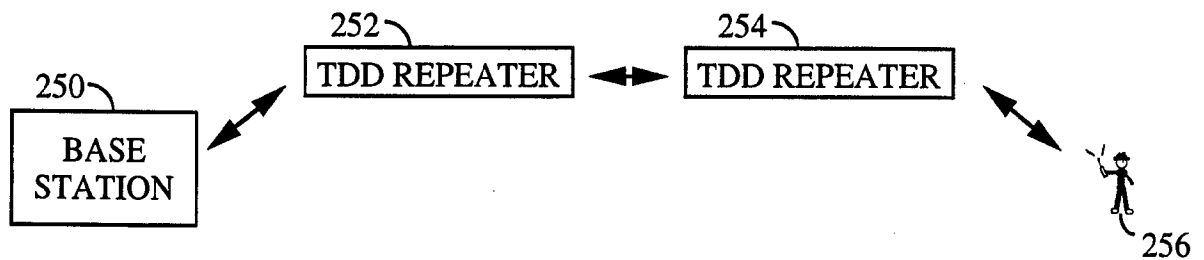 252
TDD REPEATER
254
TDD REPEATER
250
BASE
STATION
256